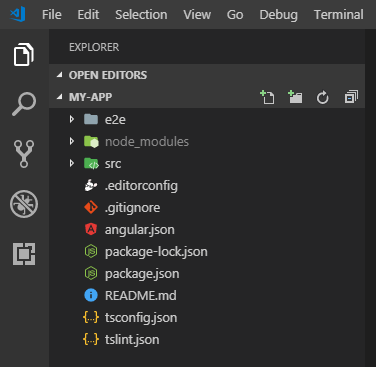 File Edit View Go Debug Terminal
EXPLORER
OPEN EDITORS
MY-APP
e2e
node_modules
src
.editorconfig
.gitignore
angular.json
package-lock.json
package.json
README.md
tsconfig.json
tslint.json